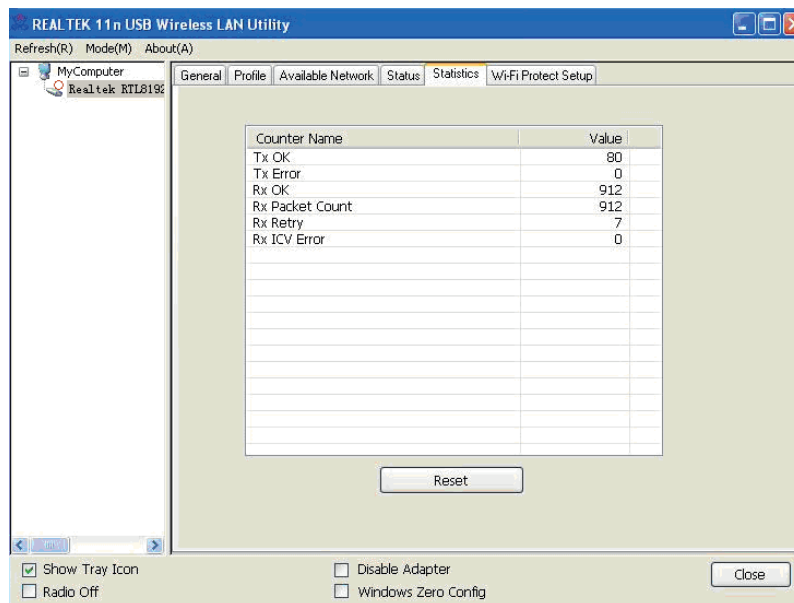 REALTEK 11n USB Wireless LAN Utility
Refresh(R) Mode(M) About(A)
MyComputer
Realtek RTL8192
General Profile Available Network Status Statistics Wi-Fi Protect Setup
Counter Name Value
Tx OK 80
Tx Error 0
Rx OK 912
Rx Packet Count 912
Rx Retry 7
Rx ICV Error 0
Reset
Show Tray Icon Disable Adapter
Radio Off Windows Zero Config
Close